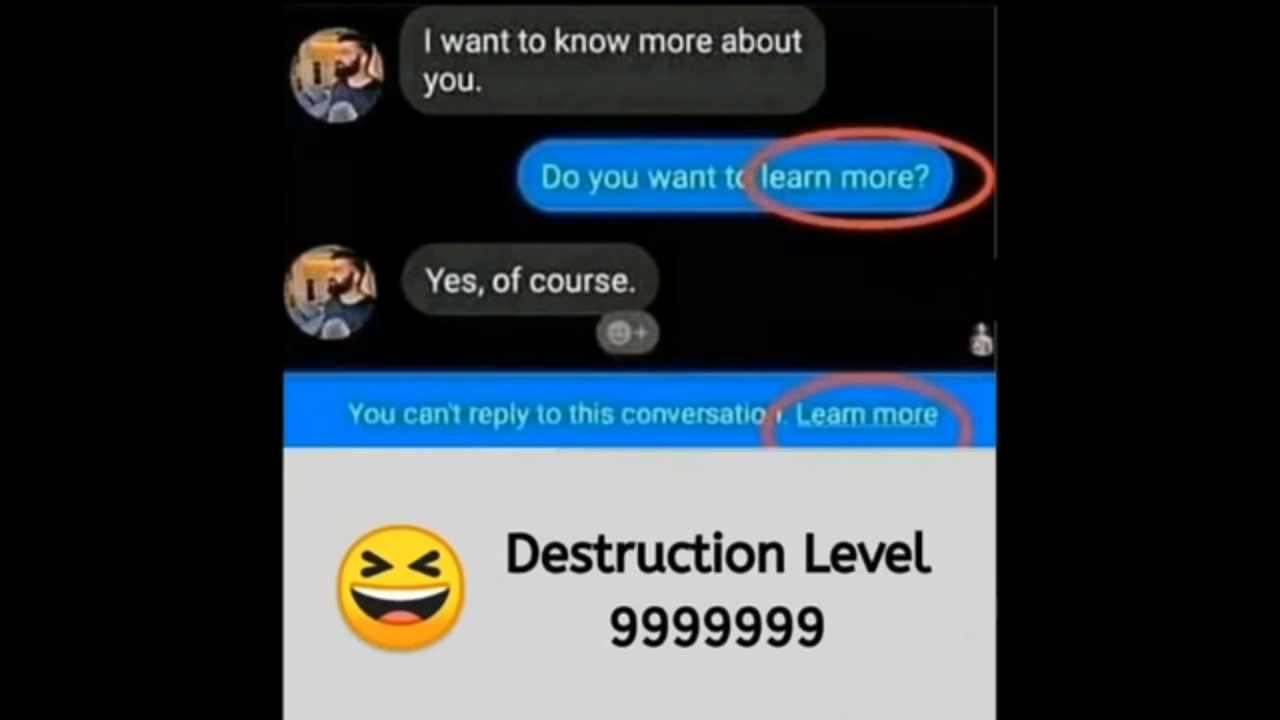 I want to know more about
you.
Do you want to learn more?
Yes, of course.
You can't reply to this conversation. Learn more
Destruction Level
9999999